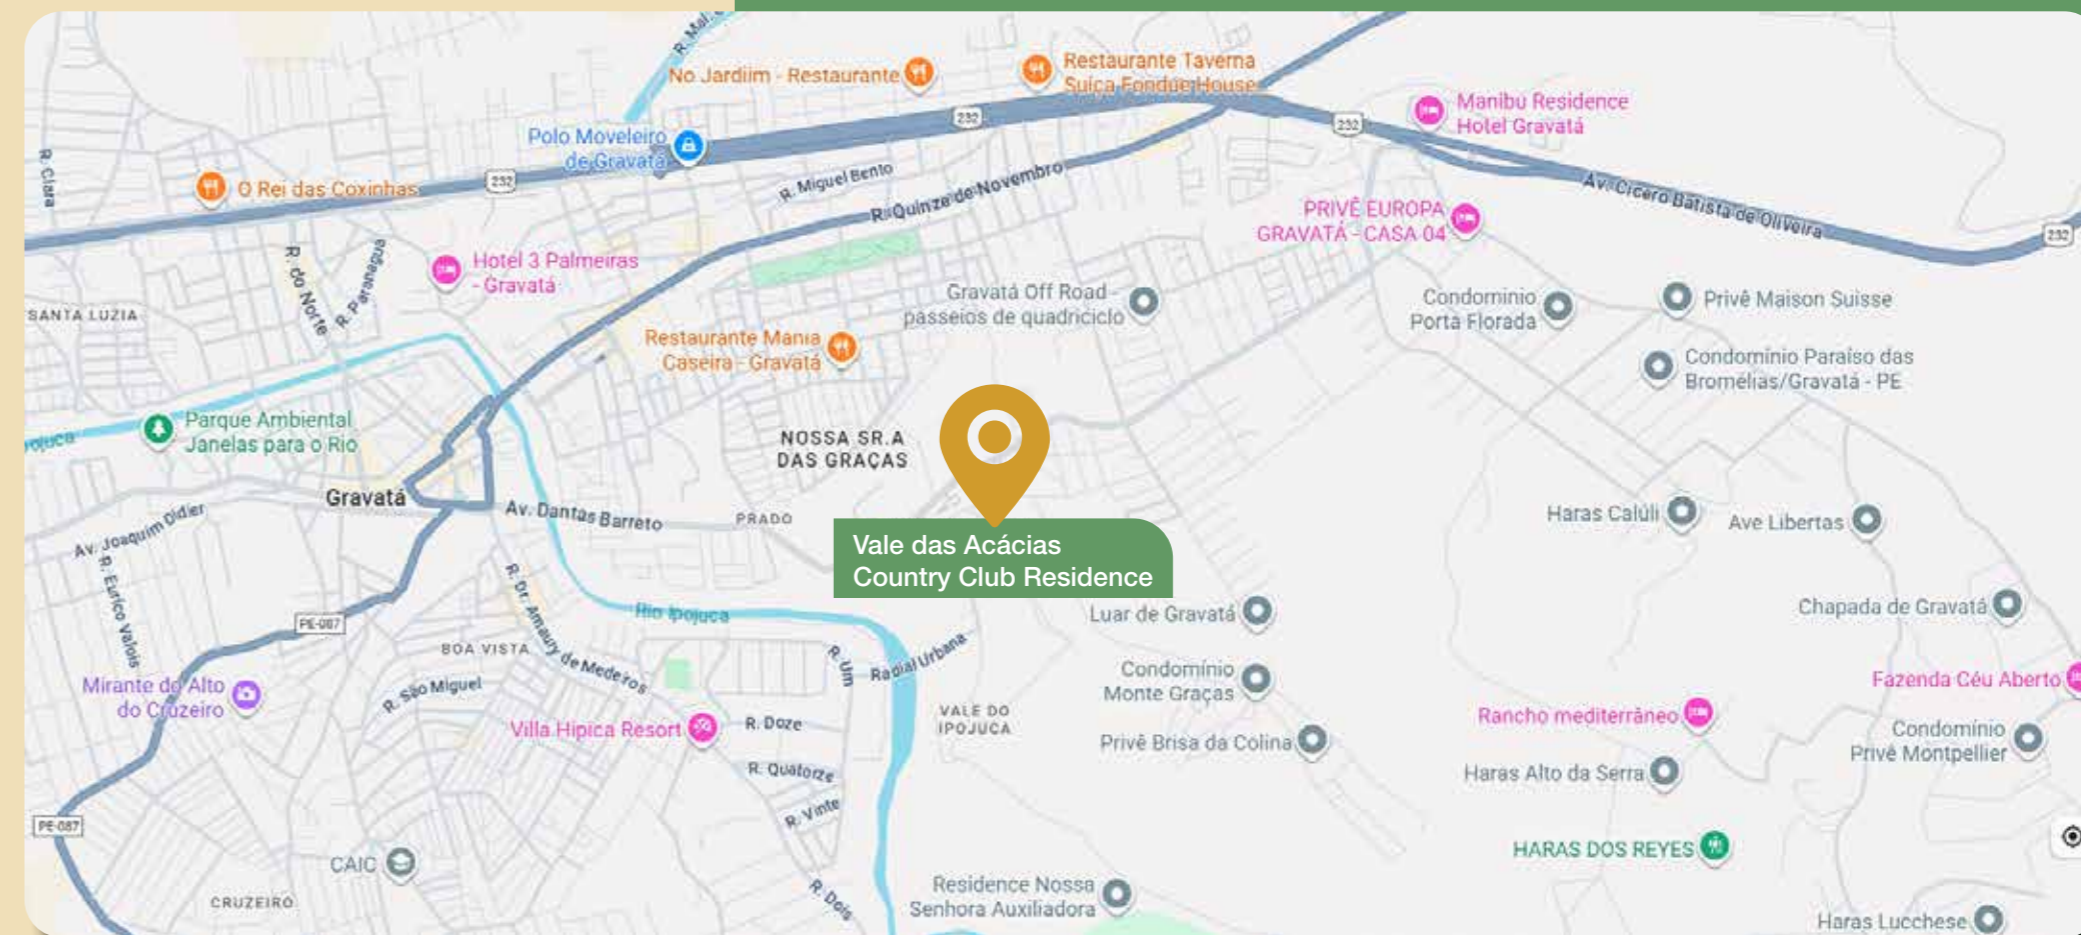 R. Mal.
No Jardiim - Restaurante
Restaurante Taverna
Suíça Fondue House
232
Manibu Residence
Hotel Gravatá
232
Polo Moveleiro
de Gravatá
R. Clara
O Rei das Coxinhas
232
R. Miguel Bento
R. Quinze de Novembro
Av. Cícero Batista de Oliveira
232
PRIVÊ EUROPA
GRAVATÁ - CASA 04
R. do Norte
R. Paranaguá
Hotel 3 Palmeiras
- Gravatá
SANTA LUZIA
Gravatá Off Road -
passeios de quadriciclo
Condominio
Porta Florada
Privê Maison Suisse
Restaurante Mania
Caseira - Gravatá
Condomínio Paraíso das
Bromélias/Gravatá - PE
Parque Ambiental
Janelas para o Rio
NOSSA SR.A
DAS GRAÇAS
Gravatá
Av. Joaquim Didier
Av. Dantas Barreto
PRADO
Haras Calúli
Ave Libertas
Vale das Acácias
Country Club Residence
R. Eurico Valois
R. Dr. Amaury de Medeiros
PE-087
Rio Ipojuca
Luar de Gravatá
Chapada de Gravatá
BOA VISTA
R. Um
Radial Urbana
Mirante do Alto
do Cruzeiro
R. São Miguel
Condomínio
Monte Graças
Fazenda Céu Aberto
Villa Hipica Resort
R. Doze
VALE DO
IPOJUCA
Rancho mediterrâneo
Privê Brisa da Colina
Condomínio
Privê Montpellier
R. Quatorze
Haras Alto da Serra
R. Vinte
PE-087
HARAS DOS REYES
CAIC
R. Dois
Residence Nossa
Senhora Auxiliadora
CRUZEIRO
Haras Lucchese